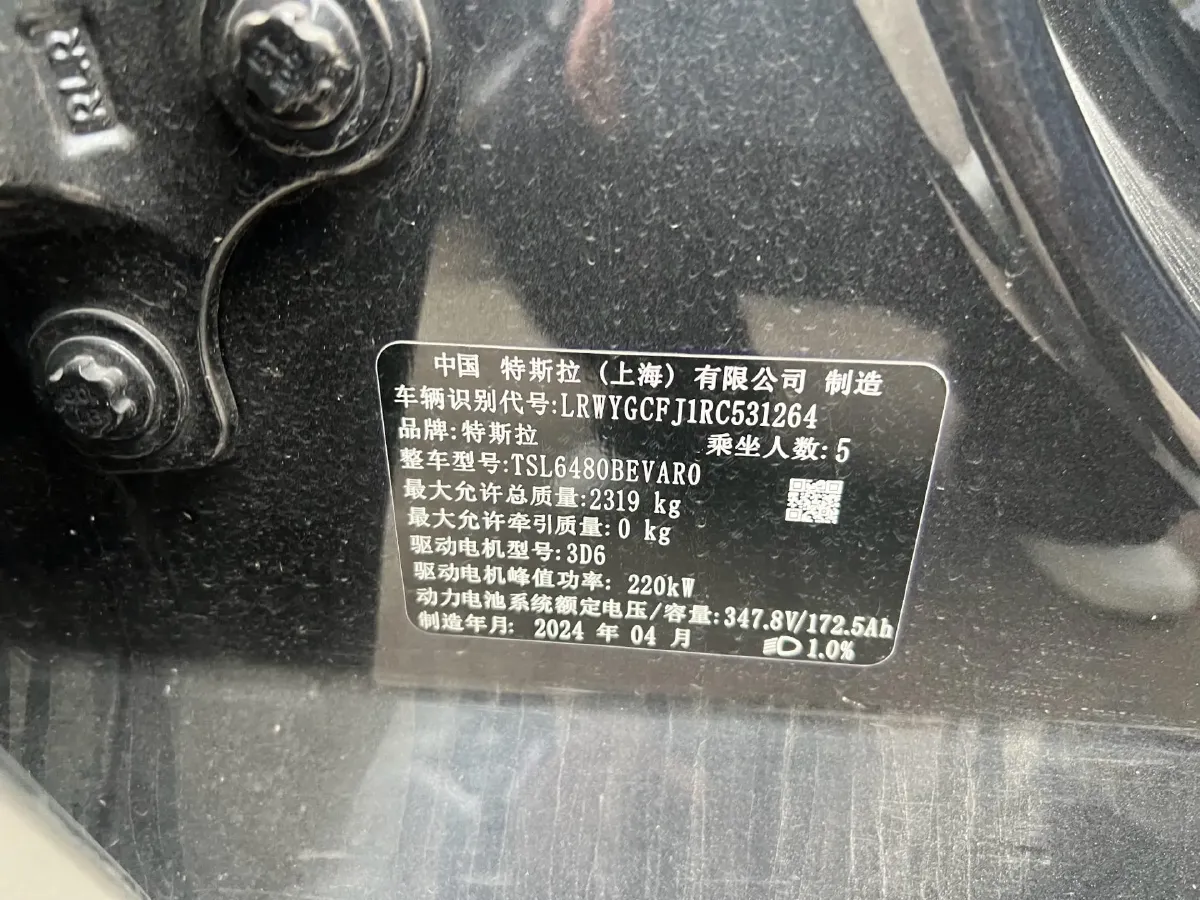 R.L.R
中国 特斯拉（上海）有限公司 制造
车辆识别代号:LRWYGCFJ1RC531264
品牌:特斯拉 乘坐人数:5
整车型号:TSL6480BEVAR0
最大允许总质量:2319 kg
最大允许牵引质量:0 kg
驱动电机型号:3D6
驱动电机峰值功率: 220kW
动力电池系统额定电压/容量:347.8V/172.5Ah
制造年月: 2024 年 04 月 1.0%